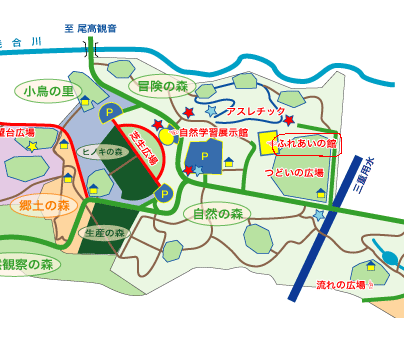 至 尾高観音
合 川
小鳥の里
冒険の森
アスレチック
P
望台広場
自然学習展示館
芝生広場
ふれあいの館
ヒノキの森
P
つどいの広場
三重用水
P
郷土の森
自然の森
生産の森
観察の森
流れの広場